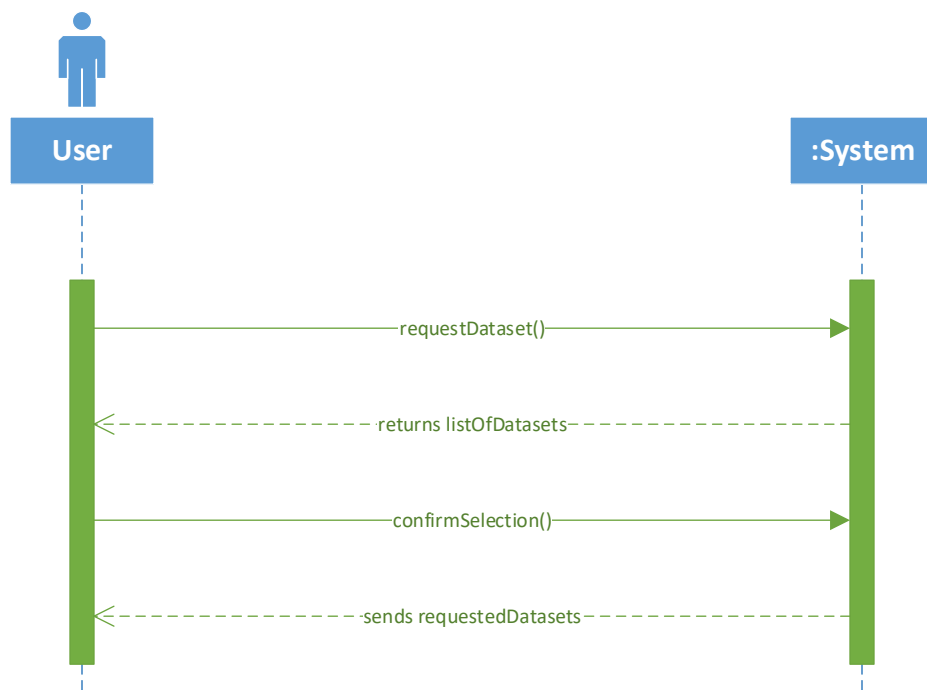 User
:System
requestDataset()
returns listOfDatasets
confirmSelection()
sends requestedDatasets